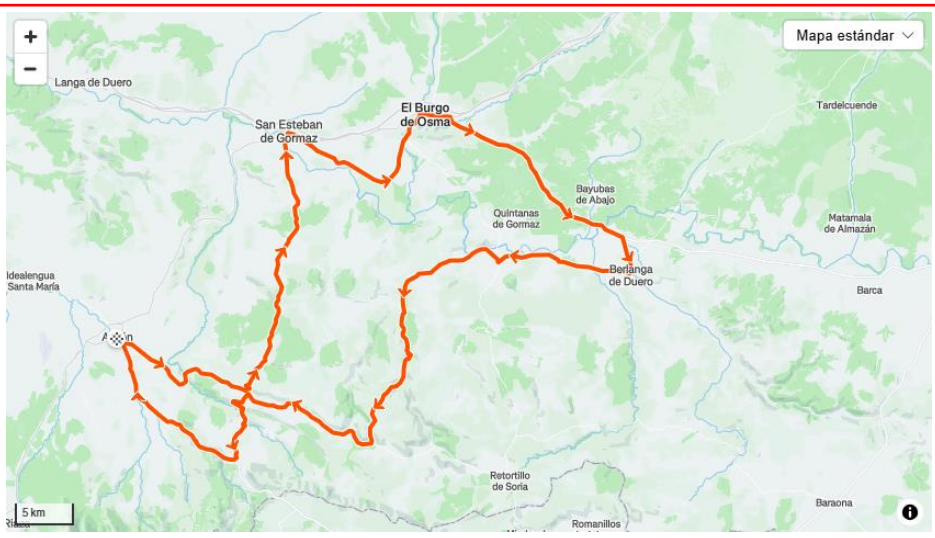 +
Mapa estándar
−
Langa de Duero
El Burgo
de Osma
Tardelcuende
San Esteban
de Gormaz
Bayubas
de Abajo
Quintanas
de Gormaz
Matamala
de Almazán
Idealengua
Santa María
Berlanga
de Duero
Barca
Retortillo
de Soria
Baraona
5 km
Romanillos
i